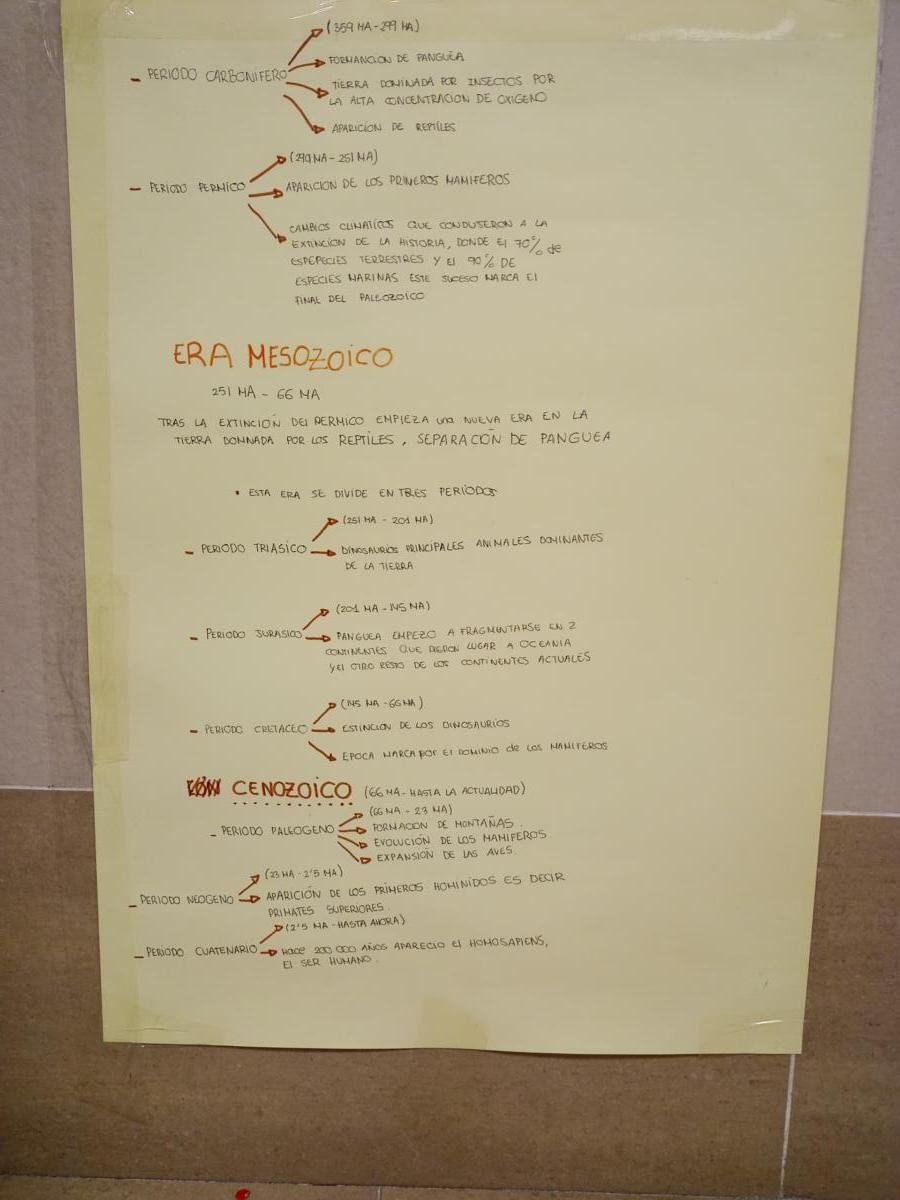 (359 MA-299 MA)
- PERIODO CARBONIFERO
FORMANCION DE PANGUEA
TIERRA DOMINADA POR INSECTOS POR
LA ALTA CONCENTRACION DE OXIGENO
APARICION DE REPTILES
(299 MA-251 MA)
- PERIODO PERMICO
APARICION DE LOS PRIMEROS MAMIFEROS
CAMBIOS CLIMATICOS QUE CONDUSERON A LA
EXTINCION DE LA HISTORIA, DONDE EL 70% de
ESPEPECIES TERRESTRES Y El 90% DE
ESPECIES MARINAS ESTE SUCESO MARCA El
FINAL DEL PALEOZOICO
ERA MESOZOICO
251 MA - 66 MA
TRAS LA EXTINCIÓN DEL PERMICO EMPIEZA una NUEVA ERA EN LA
TIERRA DOMNADA POR LOS REPTILES, SEPARACIÓN DE PANGUEA
• ESTA ERA SE DIVIDE EN TRES PERIODOS
(251 MA - 201 MA)
- PERIODO TRIASICO
DINOSAURIOS PRINCIPALES ANIMALES DOMINANTES
DE LA TIERRA
(201 MA-145 MA)
- PERIODO JURASICO
PANGUEA EMPEZO A FRAGMENTARSE EN 2
CONTINENTES QUE DIERON LUGAR A OCEANIA
Y El OTRO RESTO DE LOS CONTINENTES ACTUALES
(145 MA-66 MA)
- PERIODO CRETACEO
ESTINCION DE LOS DINOSAURIOS
EPOCA MARCA POR El DOMINIO de LOS MAMIFEROS
CENOZOICO (66 MA-HASTA LA ACTUALIDAD)
(66 MA - 23 MA)
- PERIODO PALEOGENO
FORMACION DE MONTAÑAS.
EVOLUCIÓN DE LOS MAMIFEROS.
EXPANSIÓN DE LAS AVES.
(23 MA-2'5 MA)
- PERIODO NEOGENO
APARICIÓN DE LOS PRIMEROS HOMINIDOS ES DECIR
PRIMATES SUPERIORES.
(2'5 MA-HASTA AHORA)
- PERIODO CUATENARIO
HACE 200.000 AÑOS APARECIO El HOMOSAPIENS,
El SER HUMANO.